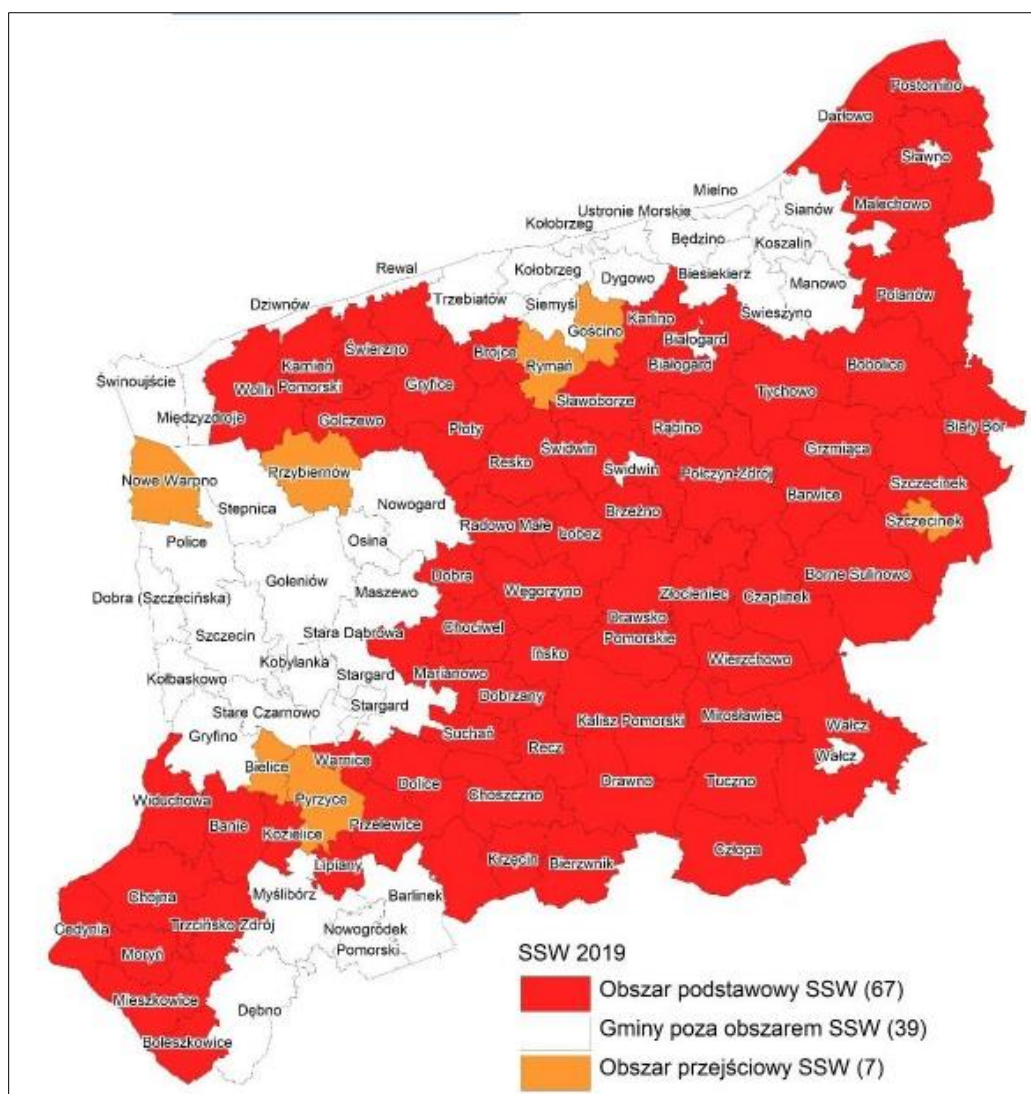 Postomino
Darłowo
Sławno
Mielno
Sianów
Malechowo
Ustronie Morskie
Kołobrzeg
Będzino
Koszalin
Rewal
Kołobrzeg
Dygowo
Biesiekierz
Manowo
Polanów
Dziwnów
Trzebiatów
Siemyśl
Świeszyno
Gościno
Karlino
Świerzno
Brojce
Białogard
Kamień
Pomorski
Rymań
Białogard
Bobolice
Świnoujście
Wolin
Gryfice
Sławoborze
Tychowo
Międzyzdroje
Golczewo
Płoty
Rąbino
Biały Bór
Świdwin
Grzmiąca
Resko
Świdwin
Połczyn-Zdrój
Przybiernów
Nowe Warpno
Szczecinek
Stepnica
Nowogard
Barwice
Brzeżno
Szczecinek
Radowo Małe
Łobez
Police
Osina
Goleniów
Dobra
Borne Sulinowo
Dobra (Szczecińska)
Maszewo
Węgorzyno
Złocieniec
Czaplinek
Szczecin
Stara Dąbrowa
Chociwel
Drawsko
Pomorskie
Kobylanka
Ińsko
Wierzchowo
Kołbaskowo
Stargard
Marianowo
Dobrzany
Stare Czarnowo
Stargard
Kalisz Pomorski
Mirosławiec
Wałcz
Gryfino
Suchań
Recz
Wałcz
Bielice
Warnice
Dolice
Drawno
Tuczno
Widuchowa
Pyrzyce
Choszczno
Banie
Kozielice
Przelewice
Człopa
Lipiany
Krzęcin
Bierzwnik
Chojna
Myślibórz
Barlinek
Cedynia
Trzcińsko Zdrój
Nowogródek
Pomorski
Moryń
Mieszkowice
Dębno
Boleszkowice
SSW 2019
Obszar podstawowy SSW (67)
Gminy poza obszarem SSW (39)
Obszar przejściowy SSW (7)